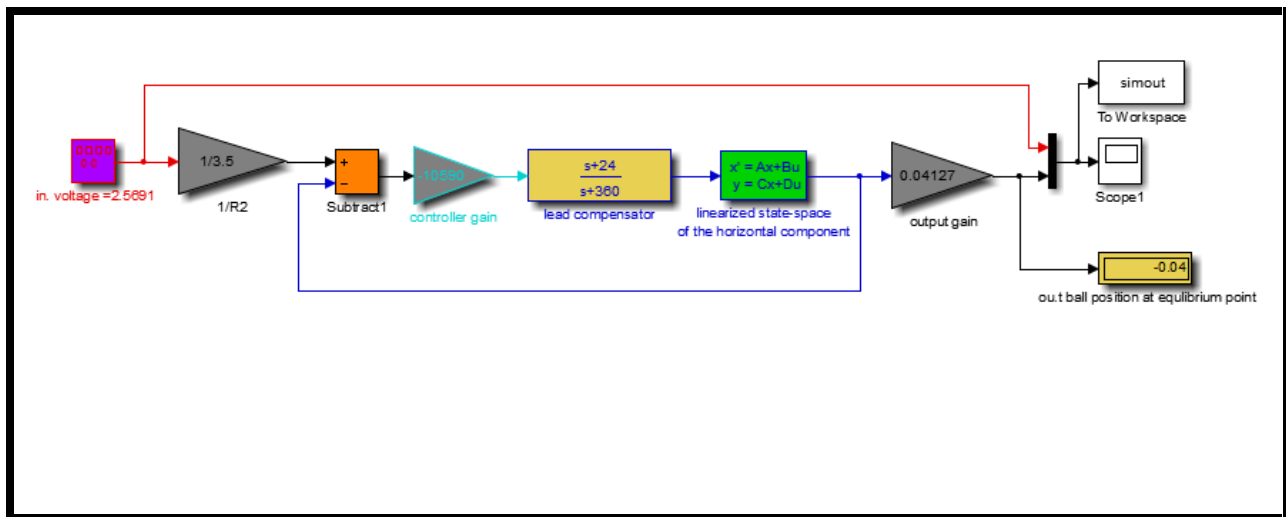 simout
To Workspace
in. voltage =2.5691
1/3.5
1/R2
+
−
Subtract1
-10590
controller gain
s+24
s+360
lead compensator
x' = Ax+Bu
y = Cx+Du
linearized state-space
of the horizontal component
0.04127
output gain
Scope1
-0.04
ou.t ball position at equlibrium point